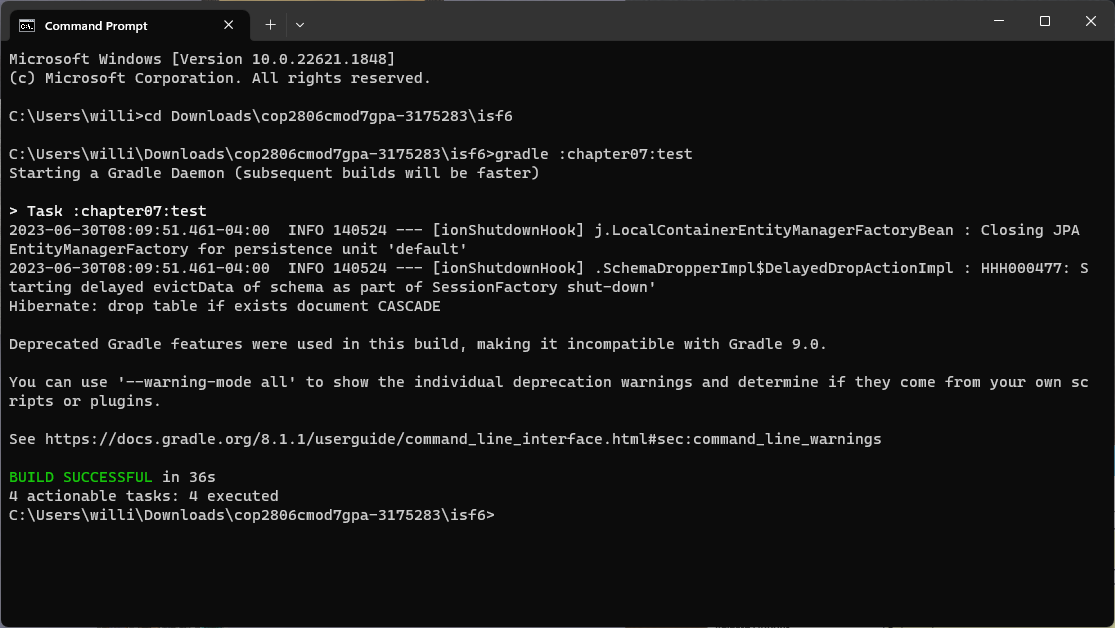 Command Prompt
Microsoft Windows [Version 10.0.22621.1848]
(c) Microsoft Corporation. All rights reserved.
C:\Users\willi>cd Downloads\cop2806cmod7gpa-3175283\isf6
C:\Users\willi\Downloads\cop2806cmod7gpa-3175283\isf6>gradle :chapter07:test
Starting a Gradle Daemon (subsequent builds will be faster)
> Task :chapter07:test
2023-06-30T08:09:51.461-04:00  INFO 140524 --- [ionShutdownHook] j.LocalContainerEntityManagerFactoryBean : Closing JPA
EntityManagerFactory for persistence unit 'default'
2023-06-30T08:09:51.461-04:00  INFO 140524 --- [ionShutdownHook] .SchemaDropperImpl$DelayedDropActionImpl : HHH000477: S
tarting delayed evictData of schema as part of SessionFactory shut-down'
Hibernate: drop table if exists document CASCADE
Deprecated Gradle features were used in this build, making it incompatible with Gradle 9.0.
You can use '--warning-mode all' to show the individual deprecation warnings and determine if they come from your own sc
ripts or plugins.
See https://docs.gradle.org/8.1.1/userguide/command_line_interface.html#sec:command_line_warnings
BUILD SUCCESSFUL in 36s
4 actionable tasks: 4 executed
C:\Users\willi\Downloads\cop2806cmod7gpa-3175283\isf6>